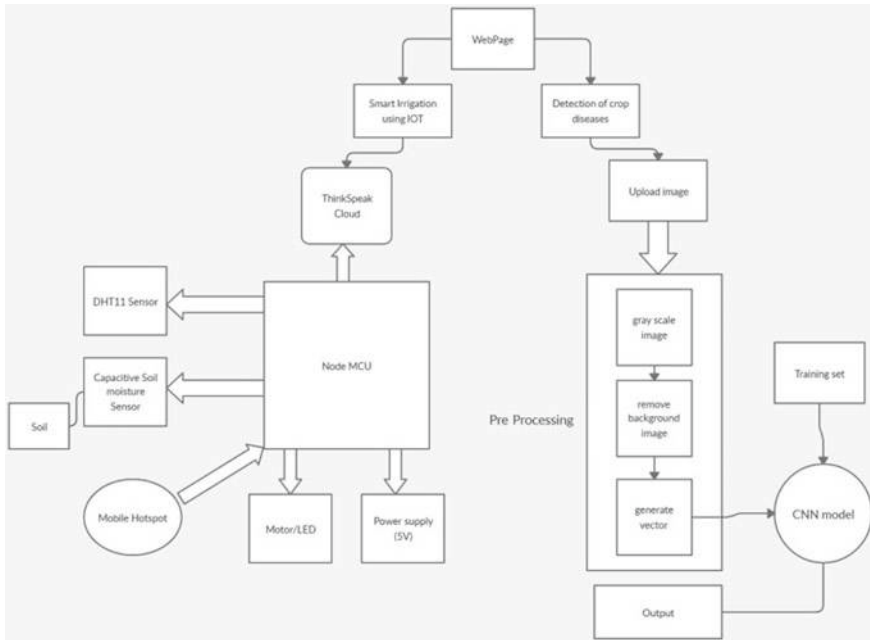 WebPage
Smart Irrigation
using IOT
Detection of crop
diseases
ThinkSpeak
Cloud
Upload image
DHT11 Sensor
Node MCU
gray scale
image
Capacitive Soil
moisture
Sensor
Training set
Soil
remove
background
image
Pre Processing
Mobile Hotspot
Motor/LED
Power supply
(5V)
generate
vector
CNN model
Output